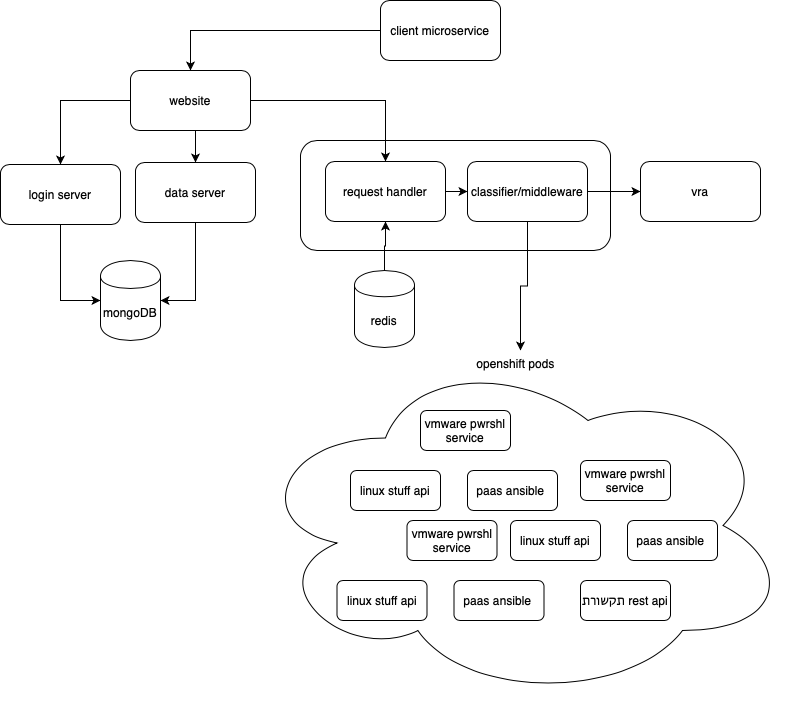 client microservice
website
login server
data server
request handler
classifier/middleware
vra
mongoDB
redis
openshift pods
vmware pwrshl
service
vmware pwrshl
service
linux stuff api
paas ansible
vmware pwrshl
service
linux stuff api
paas ansible
linux stuff api
paas ansible
תקשורת rest api